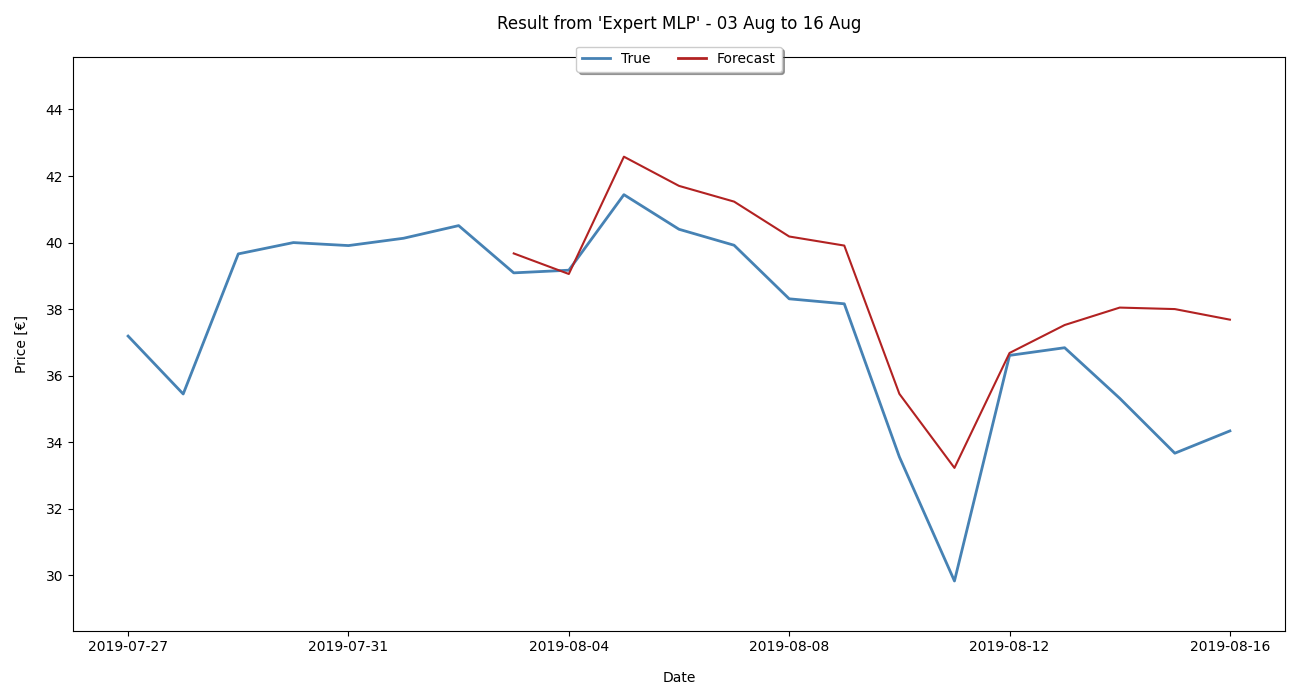 Result from 'Expert MLP' - 03 Aug to 16 Aug
True Forecast
44
42
40
38
36
34
32
30
Price [€]
2019-07-27 2019-07-31 2019-08-04 2019-08-08 2019-08-12 2019-08-16
Date